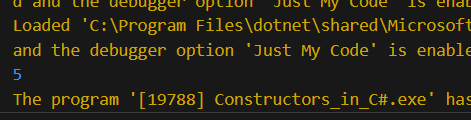 d and the debugger option 'Just My Code' is enab
Loaded 'C:\Program Files\dotnet\shared\Microsoft
and the debugger option 'Just My Code' is enable
5
The program '[19788] Constructors_in_C#.exe' has